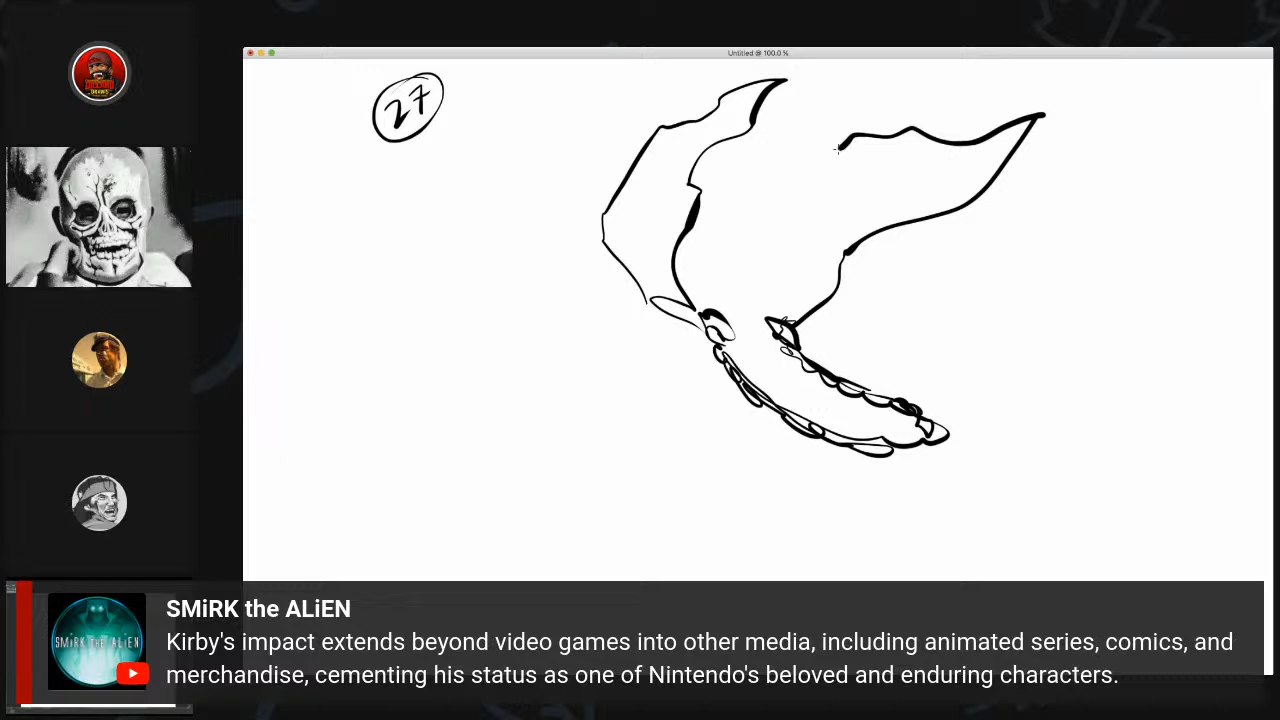 Untitled @ 100.0 %
27
SMiRK the ALiEN
Kirby's impact extends beyond video games into other media, including animated series, comics, and
merchandise, cementing his status as one of Nintendo's beloved and enduring characters.
SMiRK THE ALiEN